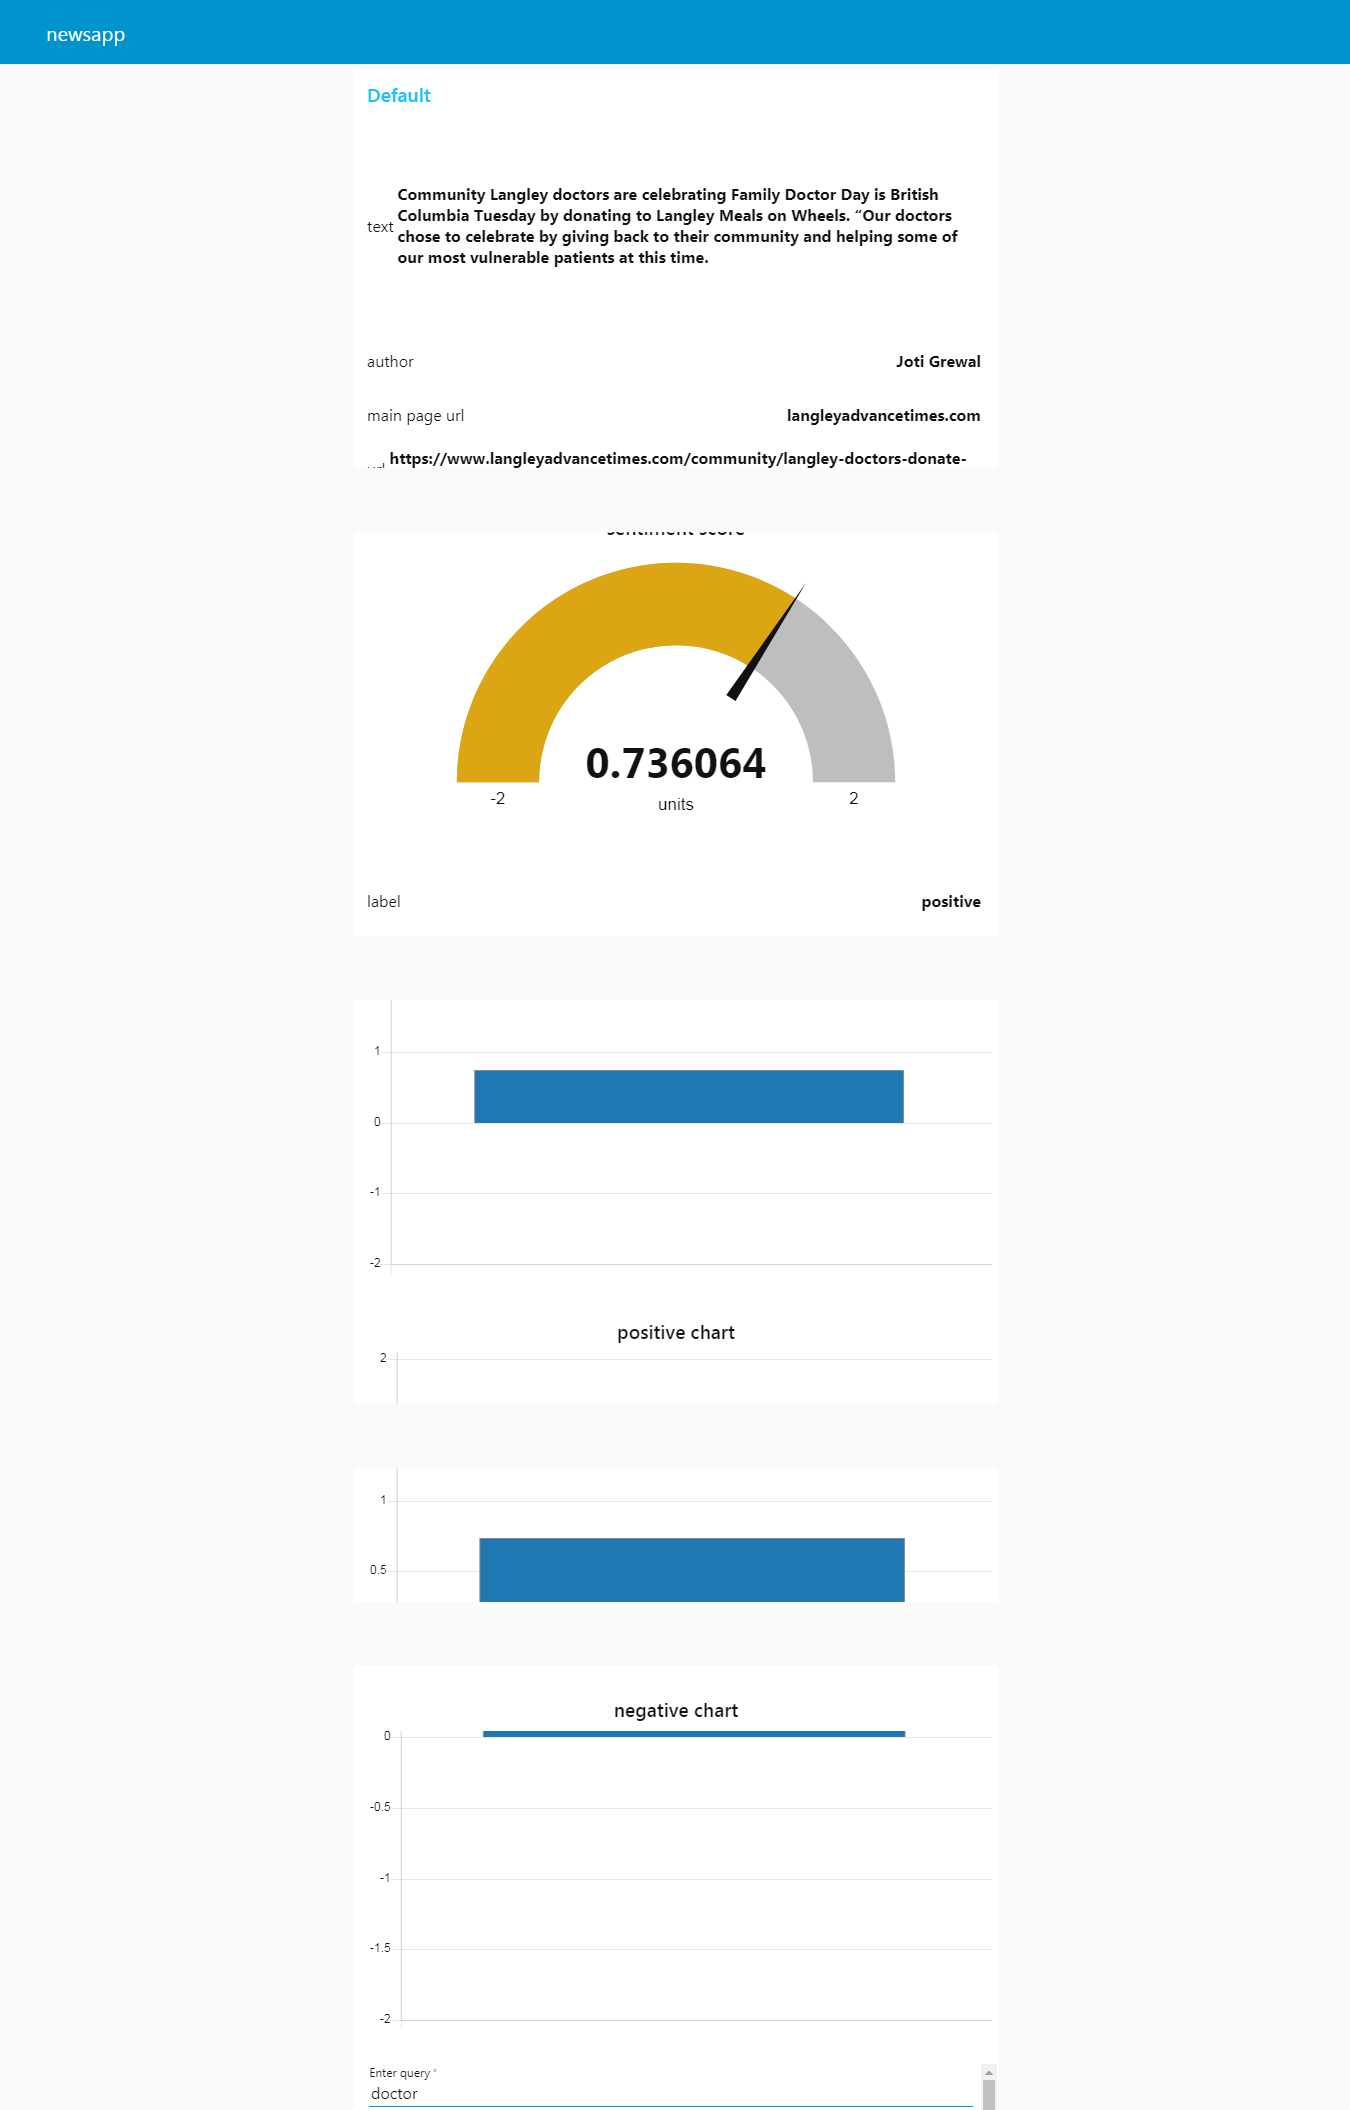 newsapp
Default
Community Langley doctors are celebrating Family Doctor Day is British
Columbia Tuesday by donating to Langley Meals on Wheels. “Our doctors
text
chose to celebrate by giving back to their community and helping some of
our most vulnerable patients at this time.
author Joti Grewal
main page url langleyadvancetimes.com
url https://www.langleyadvancetimes.com/community/langley-doctors-donate-
sentiment score
0.736064
-2 units 2
label positive
1
0
-1
-2
positive chart
2
1
0.5
negative chart
0
-0.5
-1
-1.5
-2
Enter query *
doctor